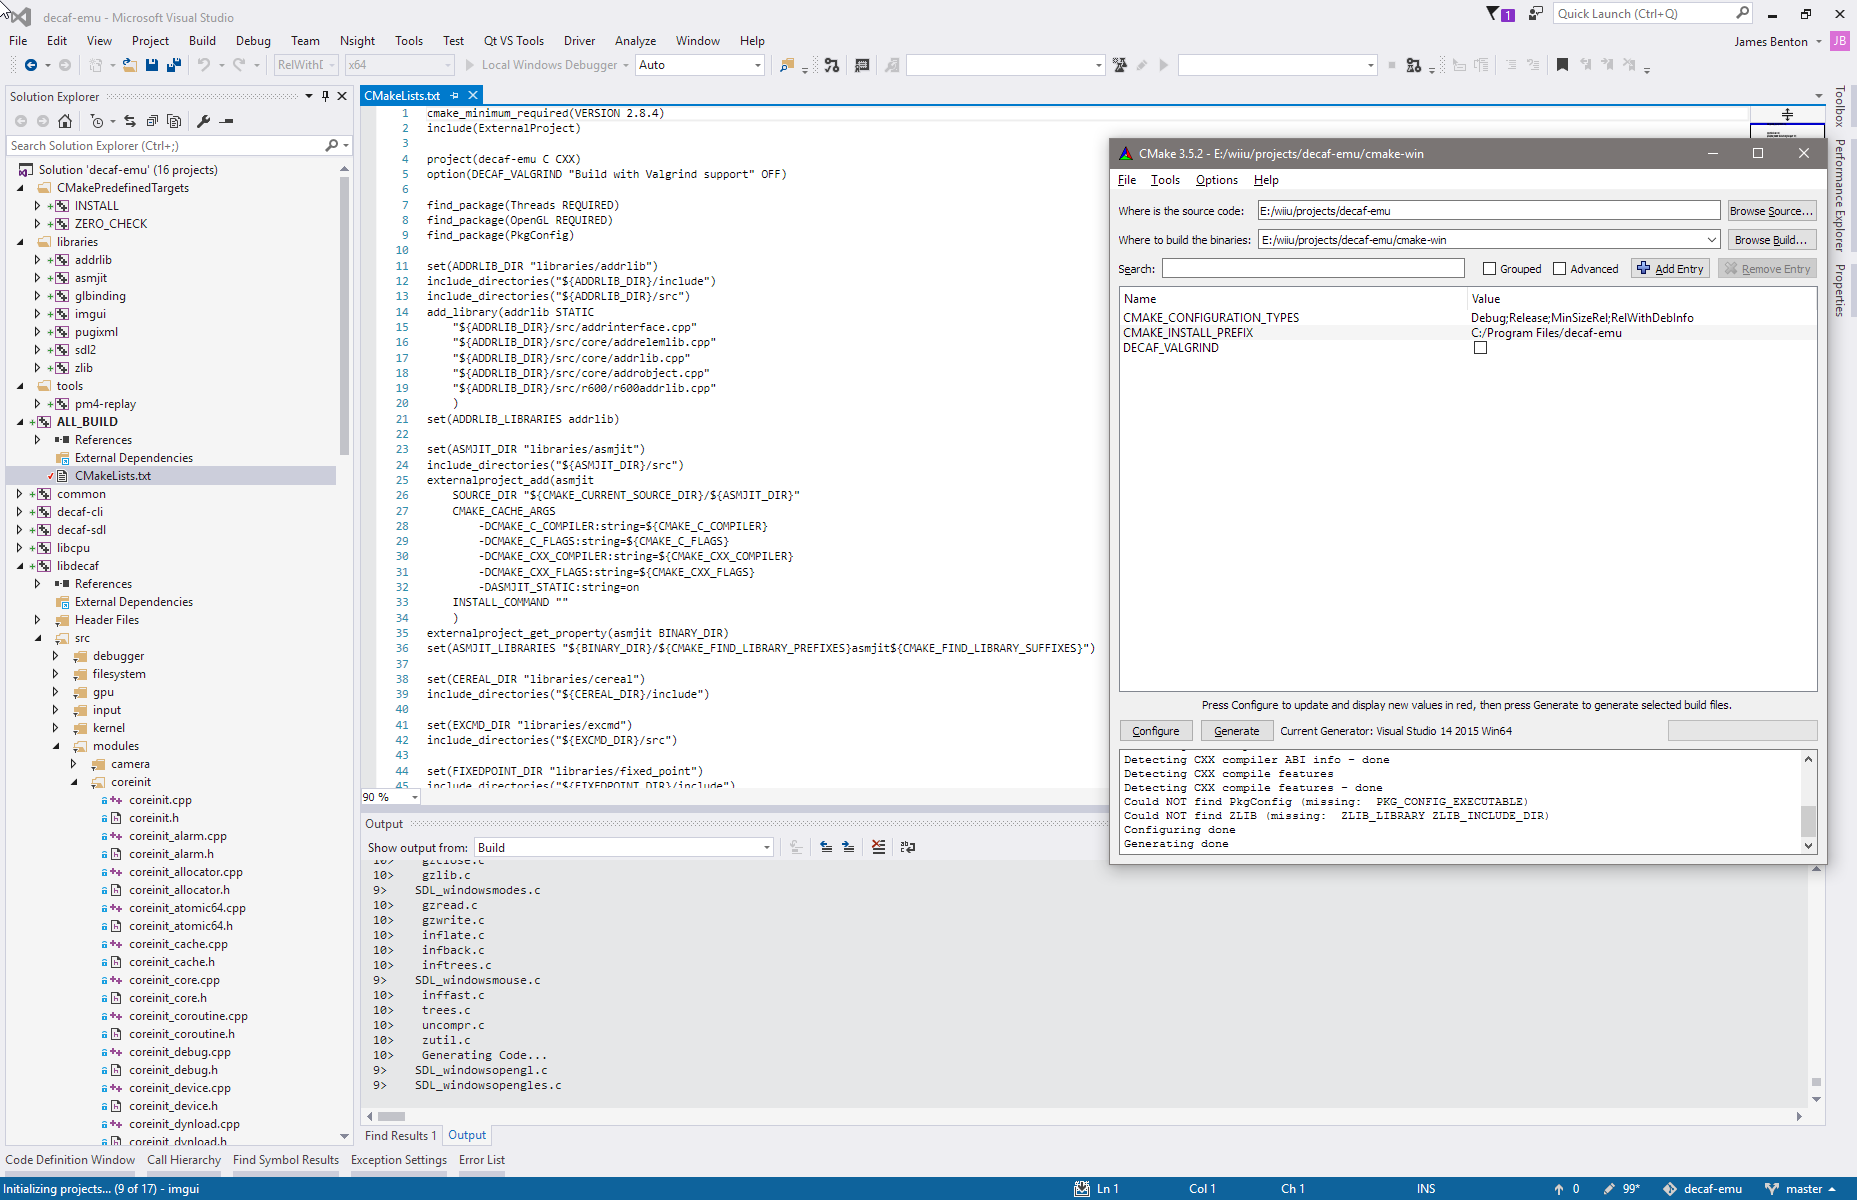 decaf-emu - Microsoft Visual Studio
1
Quick Launch (Ctrl+Q)
File Edit View Project Build Debug Team Nsight Tools Test Qt VS Tools Driver Analyze Window Help
James Benton JB
RelWithI x64 Local Windows Debugger Auto
Solution Explorer
Search Solution Explorer (Ctrl+;)
Solution 'decaf-emu' (16 projects)
CMakePredefinedTargets
INSTALL
ZERO_CHECK
libraries
addrlib
asmjit
glbinding
imgui
pugixml
sdl2
zlib
tools
pm4-replay
ALL_BUILD
References
External Dependencies
CMakeLists.txt
common
decaf-cli
decaf-sdl
libcpu
libdecaf
References
External Dependencies
Header Files
src
debugger
filesystem
gpu
input
kernel
modules
camera
coreinit
coreinit.cpp
coreinit.h
coreinit_alarm.cpp
coreinit_alarm.h
coreinit_allocator.cpp
coreinit_allocator.h
coreinit_atomic64.cpp
coreinit_atomic64.h
coreinit_cache.cpp
coreinit_cache.h
coreinit_core.cpp
coreinit_core.h
coreinit_coroutine.cpp
coreinit_coroutine.h
coreinit_debug.cpp
coreinit_debug.h
coreinit_device.cpp
coreinit_device.h
coreinit_dynload.cpp
coreinit_dynload.h
CMakeLists.txt
1 cmake_minimum_required(VERSION 2.8.4)
2 include(ExternalProject)
3
4 project(decaf-emu C CXX)
5 option(DECAF_VALGRIND "Build with Valgrind support" OFF)
6
7 find_package(Threads REQUIRED)
8 find_package(OpenGL REQUIRED)
9 find_package(PkgConfig)
10
11 set(ADDRLIB_DIR "libraries/addrlib")
12 include_directories("${ADDRLIB_DIR}/include")
13 include_directories("${ADDRLIB_DIR}/src")
14 add_library(addrlib STATIC
15 "${ADDRLIB_DIR}/src/addrinterface.cpp"
16 "${ADDRLIB_DIR}/src/core/addrelemlib.cpp"
17 "${ADDRLIB_DIR}/src/core/addrlib.cpp"
18 "${ADDRLIB_DIR}/src/core/addrobject.cpp"
19 "${ADDRLIB_DIR}/src/r600/r600addrlib.cpp"
20 )
21 set(ADDRLIB_LIBRARIES addrlib)
22
23 set(ASMJIT_DIR "libraries/asmjit")
24 include_directories("${ASMJIT_DIR}/src")
25 externalproject_add(asmjit
26 SOURCE_DIR "${CMAKE_CURRENT_SOURCE_DIR}/${ASMJIT_DIR}"
27 CMAKE_CACHE_ARGS
28 -DCMAKE_C_COMPILER:string=${CMAKE_C_COMPILER}
29 -DCMAKE_C_FLAGS:string=${CMAKE_C_FLAGS}
30 -DCMAKE_CXX_COMPILER:string=${CMAKE_CXX_COMPILER}
31 -DCMAKE_CXX_FLAGS:string=${CMAKE_CXX_FLAGS}
32 -DASMJIT_STATIC:string=on
33 INSTALL_COMMAND ""
34 )
35 externalproject_get_property(asmjit BINARY_DIR)
36 set(ASMJIT_LIBRARIES "${BINARY_DIR}/${CMAKE_FIND_LIBRARY_PREFIXES}asmjit${CMAKE_FIND_LIBRARY_SUFFIXES}")
37
38 set(CEREAL_DIR "libraries/cereal")
39 include_directories("${CEREAL_DIR}/include")
40
41 set(EXCMD_DIR "libraries/excmd")
42 include_directories("${EXCMD_DIR}/src")
43
44 set(FIXEDPOINT_DIR "libraries/fixed_point")
45 include_directories("${FIXEDPOINT_DIR}/include")
90 %
Output
Show output from: Build
10> gzclose.c
10> gzlib.c
9> SDL_windowsmodes.c
10> gzread.c
10> gzwrite.c
10> inflate.c
10> infback.c
10> inftrees.c
9> SDL_windowsmouse.c
10> inffast.c
10> trees.c
10> uncompr.c
10> zutil.c
10> Generating Code...
9> SDL_windowsopengl.c
9> SDL_windowsopengles.c
Find Results 1 Output
CMake 3.5.2 - E:/wiiu/projects/decaf-emu/cmake-win
File Tools Options Help
Where is the source code: E:/wiiu/projects/decaf-emu Browse Source...
Where to build the binaries: E:/wiiu/projects/decaf-emu/cmake-win Browse Build...
Search: Grouped Advanced Add Entry Remove Entry
Name Value
CMAKE_CONFIGURATION_TYPES Debug;Release;MinSizeRel;RelWithDebInfo
CMAKE_INSTALL_PREFIX C:/Program Files/decaf-emu
DECAF_VALGRIND
Press Configure to update and display new values in red, then press Generate to generate selected build files.
Configure Generate Current Generator: Visual Studio 14 2015 Win64
Detecting CXX compiler ABI info - done
Detecting CXX compile features
Detecting CXX compile features - done
Could NOT find PkgConfig (missing: PKG_CONFIG_EXECUTABLE)
Could NOT find ZLIB (missing: ZLIB_LIBRARY ZLIB_INCLUDE_DIR)
Configuring done
Generating done
Toolbox
Performance Explorer
Properties
Code Definition Window Call Hierarchy Find Symbol Results Exception Settings Error List
Initializing projects... (9 of 17) - imgui Ln 1 Col 1 Ch 1 INS 0 99* decaf-emu master